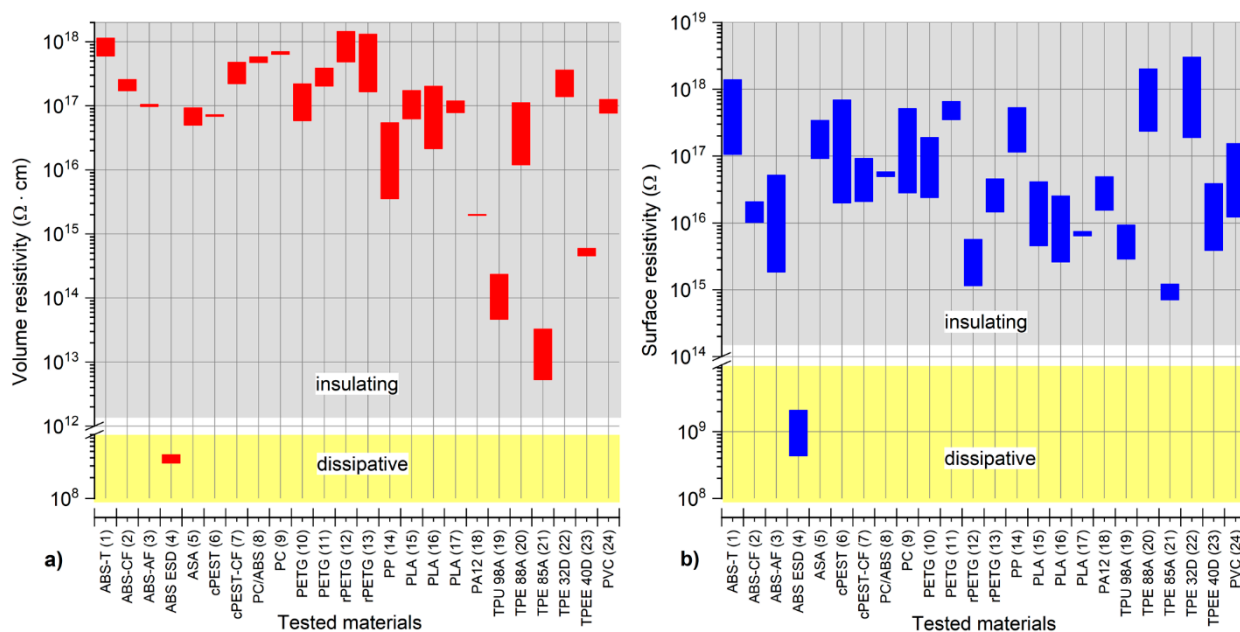 10^18
10^17
10^16
10^15
10^14
10^13
10^12
10^8
Volume resistivity (Ω · cm)
insulating
dissipative
ABS-T (1)
ABS-CF (2)
ABS-AF (3)
ABS ESD (4)
ASA (5)
cPEST (6)
cPEST-CF (7)
PC/ABS (8)
PC (9)
PETG (10)
PETG (11)
rPETG (12)
rPETG (13)
PP (14)
PLA (15)
PLA (16)
PLA (17)
PA12 (18)
TPU 98A (19)
TPE 88A (20)
TPE 85A (21)
TPE 32D (22)
TPEE 40D (23)
PVC (24)
a)
Tested materials
10^19
10^18
10^17
10^16
10^15
10^14
10^9
10^8
Surface resistivity (Ω )
insulating
dissipative
ABS-T (1)
ABS-CF (2)
ABS-AF (3)
ABS ESD (4)
ASA (5)
cPEST (6)
cPEST-CF (7)
PC/ABS (8)
PC (9)
PETG (10)
PETG (11)
rPETG (12)
rPETG (13)
PP (14)
PLA (15)
PLA (16)
PLA (17)
PA12 (18)
TPU 98A (19)
TPE 88A (20)
TPE 85A (21)
TPE 32D (22)
TPEE 40D (23)
PVC (24)
b)
Tested materials